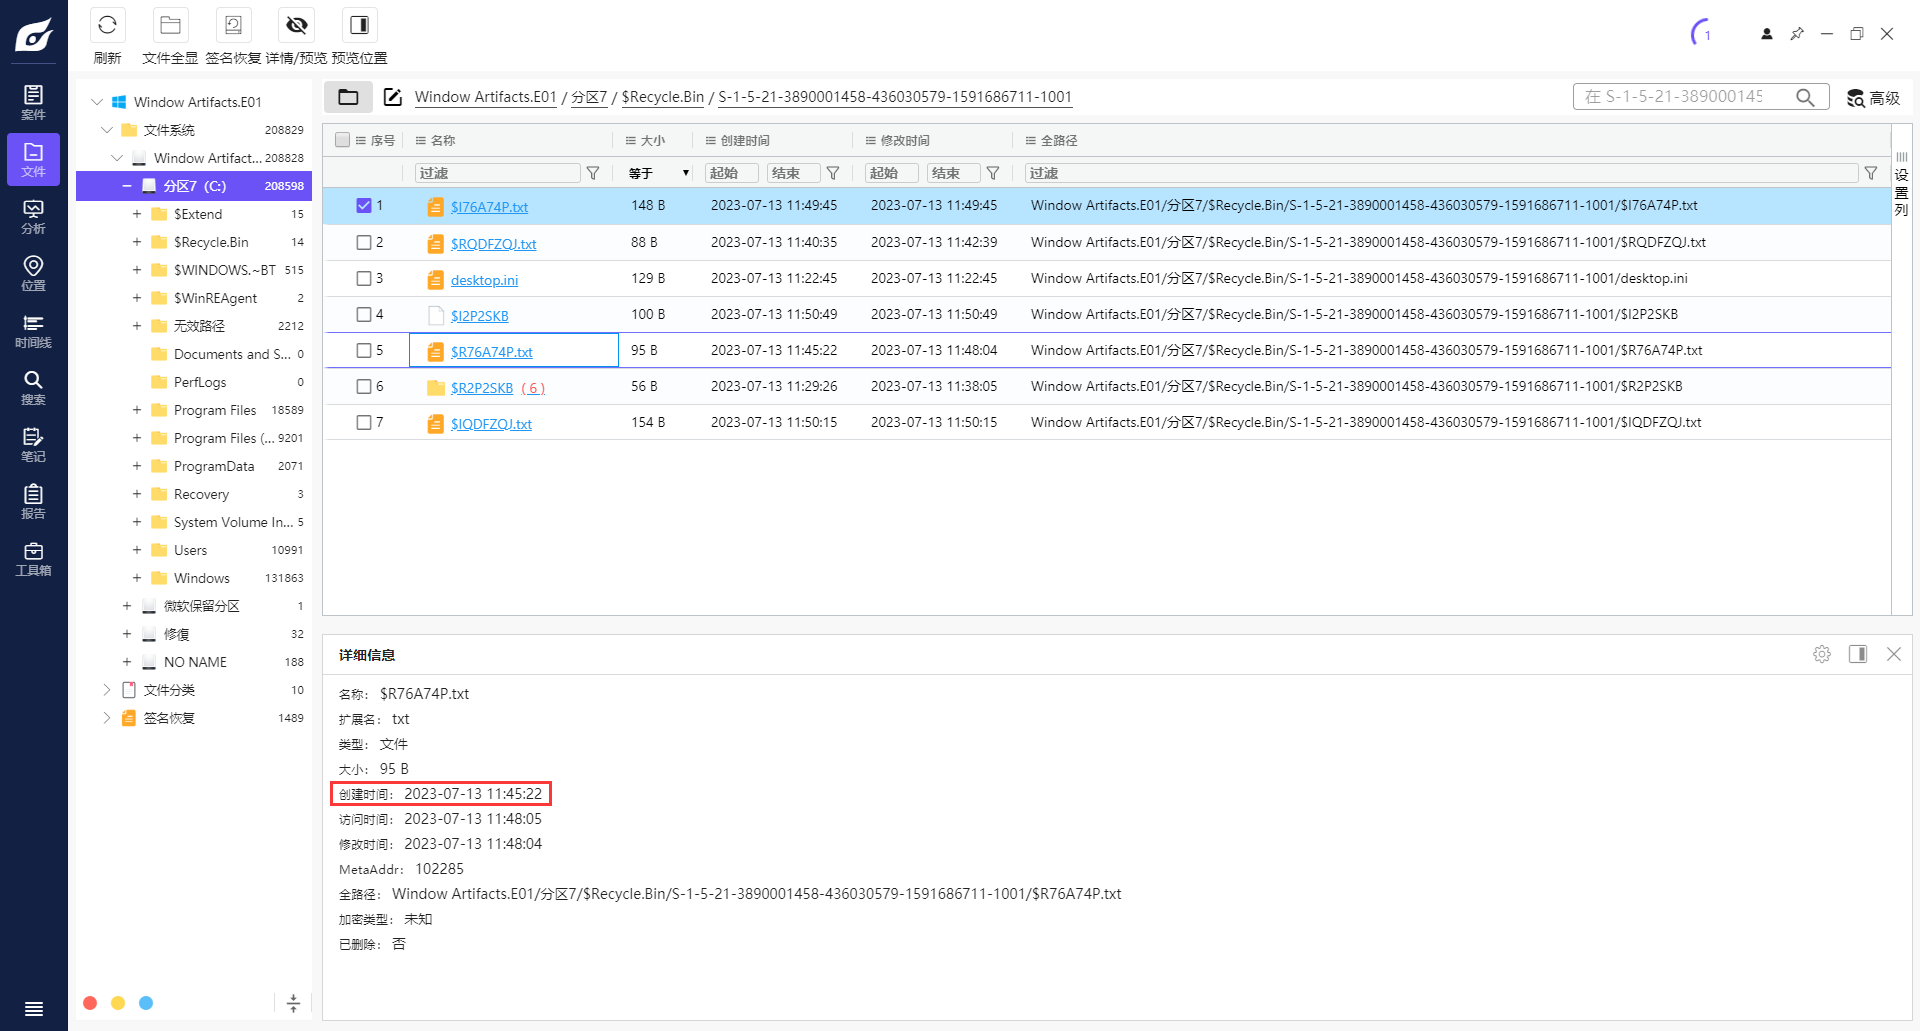 刷新 文件全显 签名恢复 详情/预览 预览位置
1
案件
文件
分析
位置
时间线
搜索
笔记
报告
工具箱
Window Artifacts.E01
文件系统 208829
Window Artifact... 208828
分区7 (C:) 208598
$Extend 15
$Recycle.Bin 14
$WINDOWS.~BT 515
$WinREAgent 2
无效路径 2212
Documents and S... 0
PerfLogs 0
Program Files 18589
Program Files (... 9201
ProgramData 2071
Recovery 3
System Volume In... 5
Users 10991
Windows 131863
微软保留分区 1
修復 32
NO NAME 188
文件分类 10
签名恢复 1489
Window Artifacts.E01 / 分区7 / $Recycle.Bin / S-1-5-21-3890001458-436030579-1591686711-1001
在 S-1-5-21-389000145
高级
序号 名称 大小 创建时间 修改时间 全路径
过滤 等于 起始 结束 起始 结束 过滤
设置列
1 $I76A74P.txt 148 B 2023-07-13 11:49:45 2023-07-13 11:49:45 Window Artifacts.E01/分区7/$Recycle.Bin/S-1-5-21-3890001458-436030579-1591686711-1001/$I76A74P.txt
2 $RQDFZQJ.txt 88 B 2023-07-13 11:40:35 2023-07-13 11:42:39 Window Artifacts.E01/分区7/$Recycle.Bin/S-1-5-21-3890001458-436030579-1591686711-1001/$RQDFZQJ.txt
3 desktop.ini 129 B 2023-07-13 11:22:45 2023-07-13 11:22:45 Window Artifacts.E01/分区7/$Recycle.Bin/S-1-5-21-3890001458-436030579-1591686711-1001/desktop.ini
4 $I2P2SKB 100 B 2023-07-13 11:50:49 2023-07-13 11:50:49 Window Artifacts.E01/分区7/$Recycle.Bin/S-1-5-21-3890001458-436030579-1591686711-1001/$I2P2SKB
5 $R76A74P.txt 95 B 2023-07-13 11:45:22 2023-07-13 11:48:04 Window Artifacts.E01/分区7/$Recycle.Bin/S-1-5-21-3890001458-436030579-1591686711-1001/$R76A74P.txt
6 $R2P2SKB ( 6 ) 56 B 2023-07-13 11:29:26 2023-07-13 11:38:05 Window Artifacts.E01/分区7/$Recycle.Bin/S-1-5-21-3890001458-436030579-1591686711-1001/$R2P2SKB
7 $IQDFZQJ.txt 154 B 2023-07-13 11:50:15 2023-07-13 11:50:15 Window Artifacts.E01/分区7/$Recycle.Bin/S-1-5-21-3890001458-436030579-1591686711-1001/$IQDFZQJ.txt
详细信息
名称： $R76A74P.txt
扩展名： txt
类型： 文件
大小： 95 B
创建时间： 2023-07-13 11:45:22
访问时间： 2023-07-13 11:48:05
修改时间： 2023-07-13 11:48:04
MetaAddr： 102285
全路径： Window Artifacts.E01/分区7/$Recycle.Bin/S-1-5-21-3890001458-436030579-1591686711-1001/$R76A74P.txt
加密类型： 未知
已删除： 否